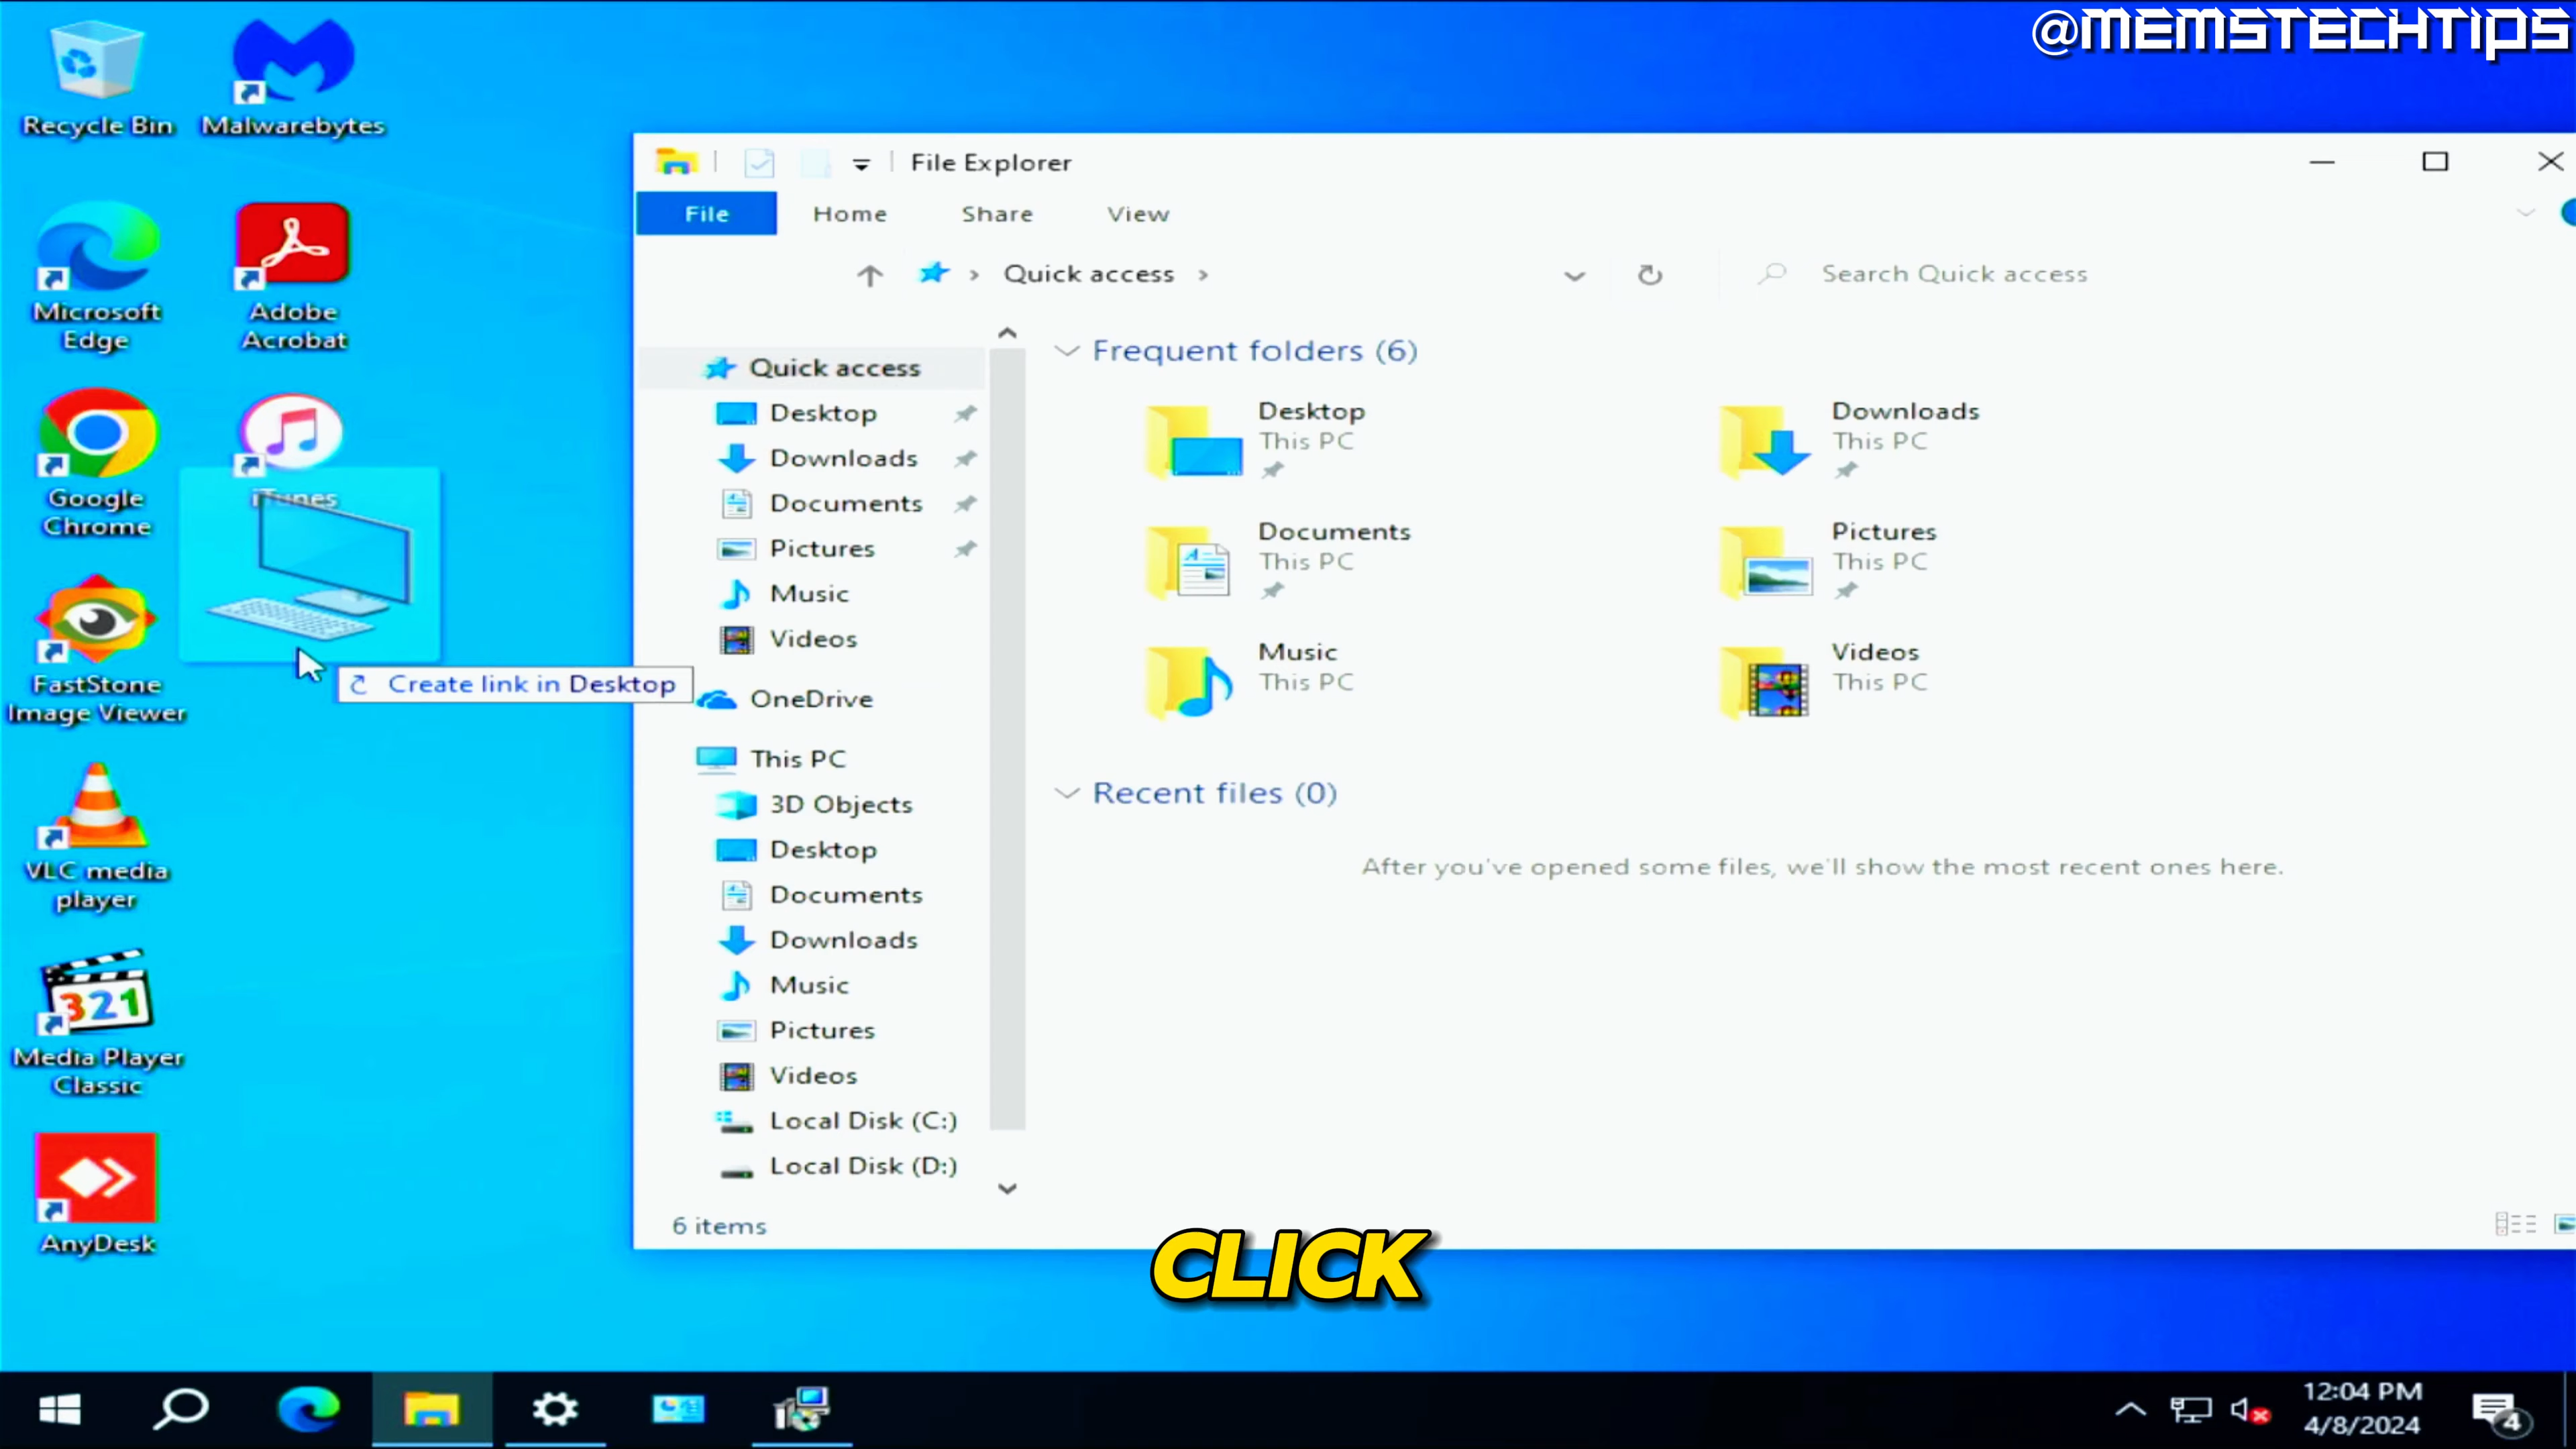 @MEMSTECHTIPS
Recycle Bin
Malwarebytes
Microsoft
Edge
Adobe
Acrobat
Google
Chrome
iTunes
FastStone
Image Viewer
VLC media
player
321
Media Player
Classic
AnyDesk
Create link in Desktop
File Explorer
File Home Share View
Quick access
Search Quick access
Quick access
Desktop
Downloads
Documents
Pictures
Music
Videos
OneDrive
This PC
3D Objects
Desktop
Documents
Downloads
Music
Pictures
Videos
Local Disk (C:)
Local Disk (D:)
Frequent folders (6)
Desktop
This PC
Downloads
This PC
Documents
This PC
Pictures
This PC
Music
This PC
Videos
This PC
Recent files (0)
After you've opened some files, we'll show the most recent ones here.
6 items
CLICK
12:04 PM
4/8/2024
4